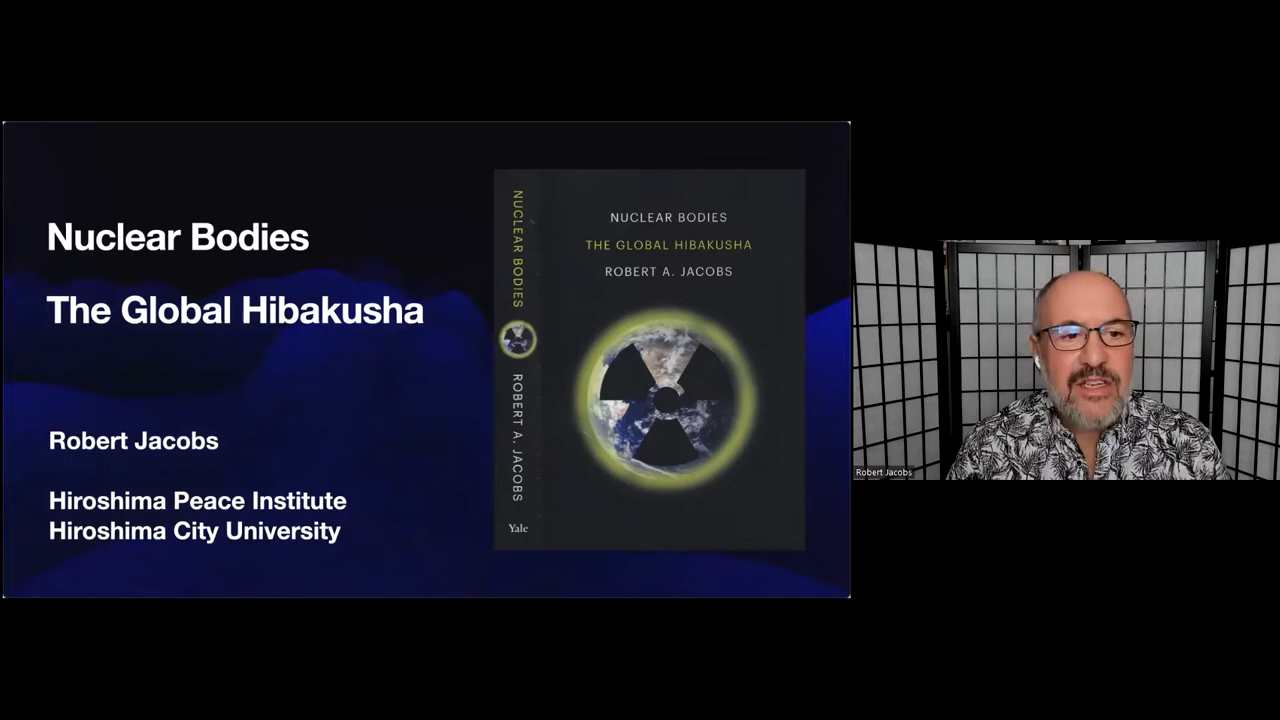 Nuclear Bodies
The Global Hibakusha
Robert Jacobs
Hiroshima Peace Institute
Hiroshima City University
NUCLEAR BODIES
ROBERT A. JACOBS
Yale
NUCLEAR BODIES
THE GLOBAL HIBAKUSHA
ROBERT A. JACOBS
Robert Jacobs